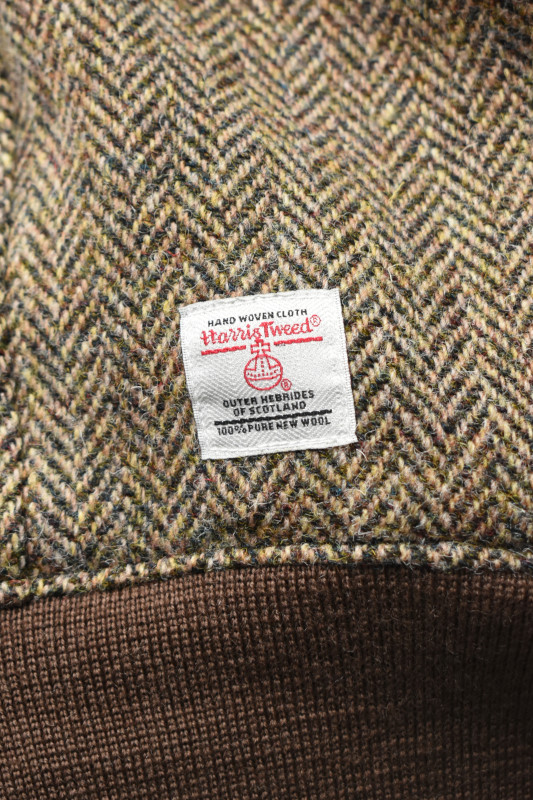 HAND WOVEN CLOTH
Harris Tweed®
®
OUTER HEBRIDES
OF SCOTLAND
100% PURE NEW WOOL